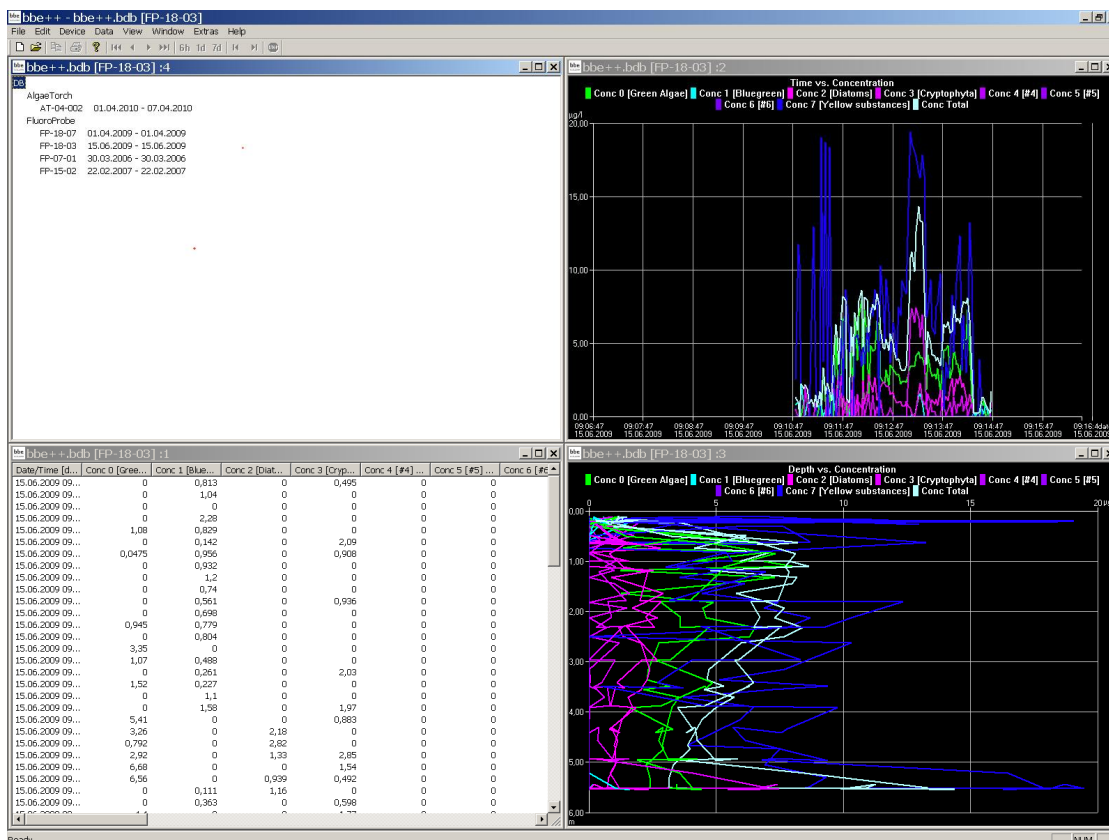 bbe++ - bbe++.bdb [FP-18-03]
File Edit Device Data View Window Extras Help
6h 1d 7d
bbe++.bdb [FP-18-03] :4
DB
AlgaeTorch
AT-04-002 01.04.2010 - 07.04.2010
FluoroProbe
FP-18-07 01.04.2009 - 01.04.2009
FP-18-03 15.06.2009 - 15.06.2009
FP-07-01 30.03.2006 - 30.03.2006
FP-15-02 22.02.2007 - 22.02.2007
bbe++.bdb [FP-18-03] :2
Time vs. Concentration
Conc 0 [Green Algae] Conc 1 [Bluegreen] Conc 2 [Diatoms] Conc 3 [Cryptophyta] Conc 4 [#4] Conc 5 [#5]
Conc 6 [#6] Conc 7 [Yellow substances] Conc Total
µg/l
20,00
15,00
10,00
5,00
0,00
09:06:47 09:07:47 09:08:47 09:09:47 09:10:47 09:11:47 09:12:47 09:13:47 09:14:47 09:15:47 09:16:4
15.06.2009 15.06.2009 15.06.2009 15.06.2009 15.06.2009 15.06.2009 15.06.2009 15.06.2009 15.06.2009 15.06.2009 15.06.2009
bbe++.bdb [FP-18-03] :1
Date/Time [d... Conc 0 [Gree... Conc 1 [Blue... Conc 2 [Diat... Conc 3 [Cryp... Conc 4 [#4] ... Conc 5 [#5] ... Conc 6 [#6
15.06.2009 09... 0 0,813 0 0,495 0 0
15.06.2009 09... 0 1,04 0 0 0 0
15.06.2009 09... 0 0 0 0 0 0
15.06.2009 09... 0 2,28 0 0 0 0
15.06.2009 09... 1,08 0,829 0 0 0 0
15.06.2009 09... 0 0,142 0 2,09 0 0
15.06.2009 09... 0,0475 0,956 0 0,908 0 0
15.06.2009 09... 0 0,932 0 0 0 0
15.06.2009 09... 0 1,2 0 0 0 0
15.06.2009 09... 0 0,74 0 0 0 0
15.06.2009 09... 0 0,561 0 0,936 0 0
15.06.2009 09... 0 0,698 0 0 0 0
15.06.2009 09... 0,945 0,779 0 0 0 0
15.06.2009 09... 0 0,804 0 0 0 0
15.06.2009 09... 3,35 0 0 0 0 0
15.06.2009 09... 1,07 0,488 0 0 0 0
15.06.2009 09... 0 0,261 0 2,03 0 0
15.06.2009 09... 1,52 0,227 0 0 0 0
15.06.2009 09... 0 1,1 0 0 0 0
15.06.2009 09... 0 1,58 0 1,97 0 0
15.06.2009 09... 5,41 0 0 0,883 0 0
15.06.2009 09... 3,26 0 2,18 0 0 0
15.06.2009 09... 0,792 0 2,82 0 0 0
15.06.2009 09... 2,92 0 1,33 2,85 0 0
15.06.2009 09... 6,68 0 0 1,54 0 0
15.06.2009 09... 6,56 0 0,939 0,492 0 0
15.06.2009 09... 0 0,111 1,16 0 0 0
15.06.2009 09... 0 0,363 0 0,598 0 0
bbe++.bdb [FP-18-03] :3
Depth vs. Concentration
Conc 0 [Green Algae] Conc 1 [Bluegreen] Conc 2 [Diatoms] Conc 3 [Cryptophyta] Conc 4 [#4] Conc 5 [#5]
Conc 6 [#6] Conc 7 [Yellow substances] Conc Total
0 5 10 15 20
0,00
1,00
2,00
3,00
4,00
5,00
6,00
m
Ready
NUM